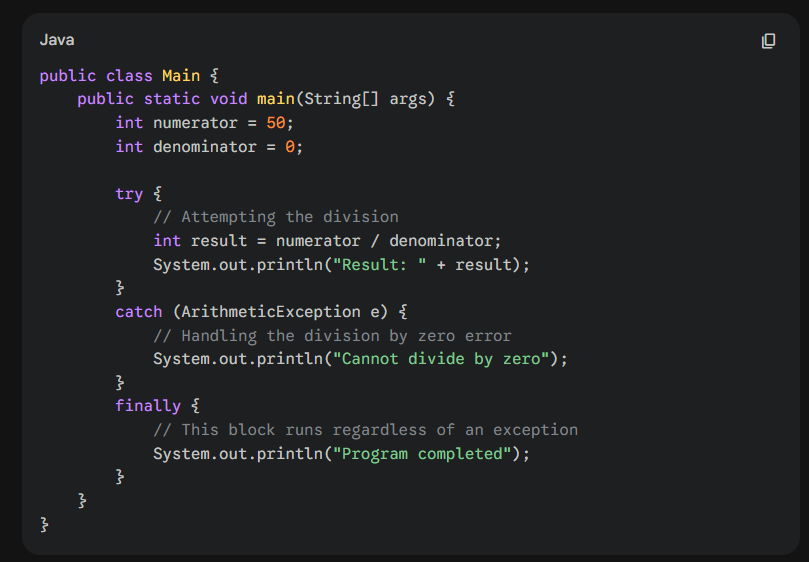 Java
public class Main {
    public static void main(String[] args) {
        int numerator = 50;
        int denominator = 0;

        try {
            // Attempting the division
            int result = numerator / denominator;
            System.out.println("Result: " + result);
        }
        catch (ArithmeticException e) {
            // Handling the division by zero error
            System.out.println("Cannot divide by zero");
        }
        finally {
            // This block runs regardless of an exception
            System.out.println("Program completed");
        }
    }
}